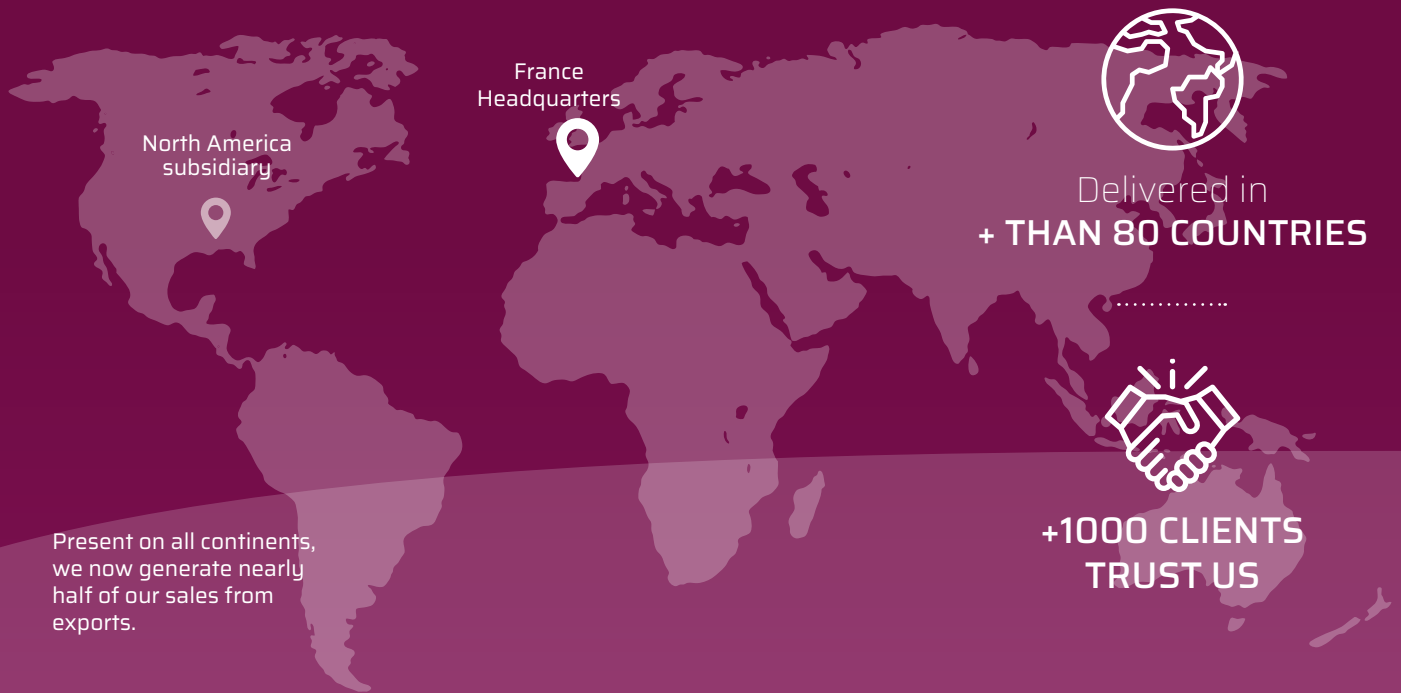 France
Headquarters
North America
subsidiary
Delivered in
+ THAN 80 COUNTRIES
+1000 CLIENTS
TRUST US
Present on all continents,
we now generate nearly
half of our sales from
exports.